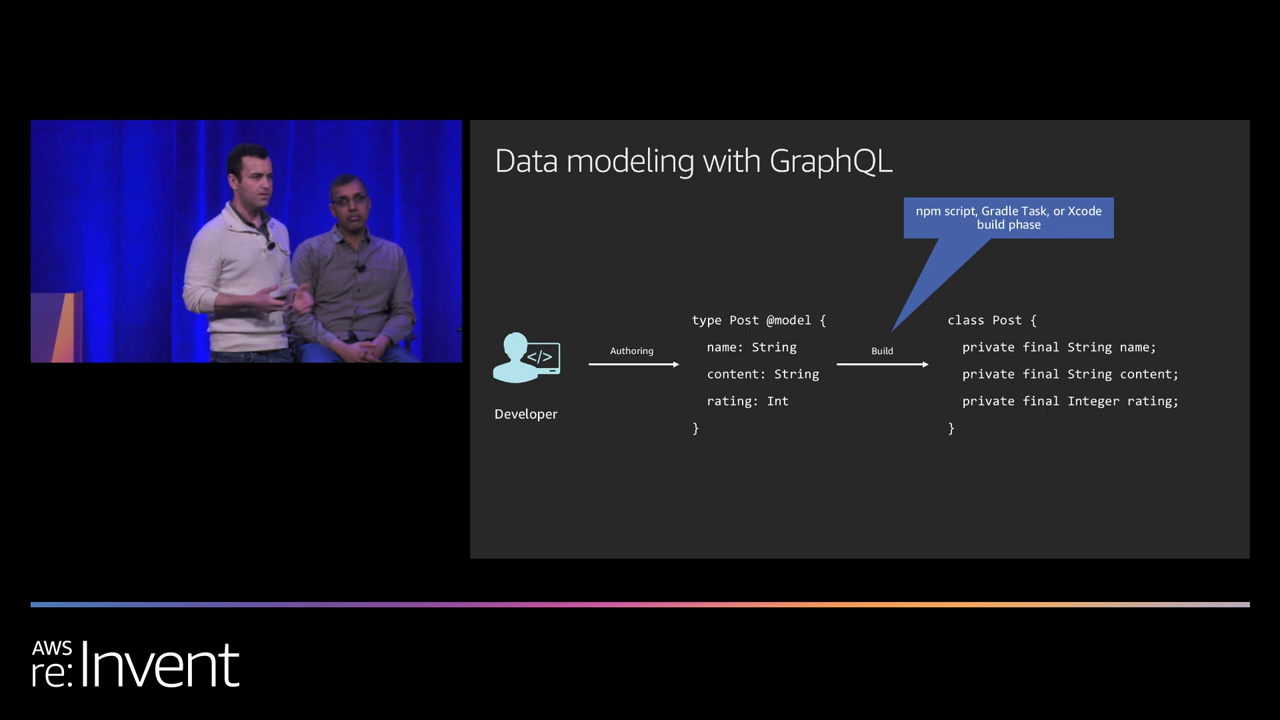 Data modeling with GraphQL
npm script, Gradle Task, or Xcode
build phase
Developer
Authoring
type Post @model {
name: String
content: String
rating: Int
}
Build
class Post {
private final String name;
private final String content;
private final Integer rating;
}
AWS
re:Invent